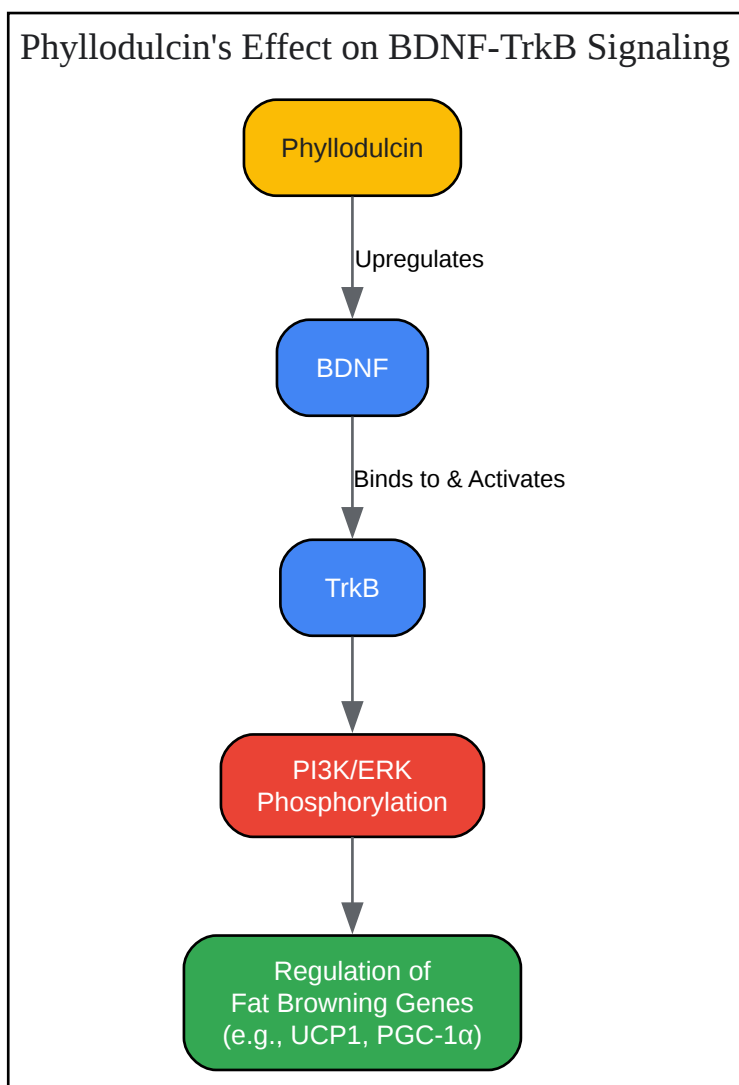 Phyllodulcin's Effect on BDNF-TrkB Signaling
Phyllodulcin
Upregulates
BDNF
Binds to & Activates
TrkB
PI3K/ERK
Phosphorylation
Regulation of
Fat Browning Genes
(e.g., UCP1, PGC-1α)